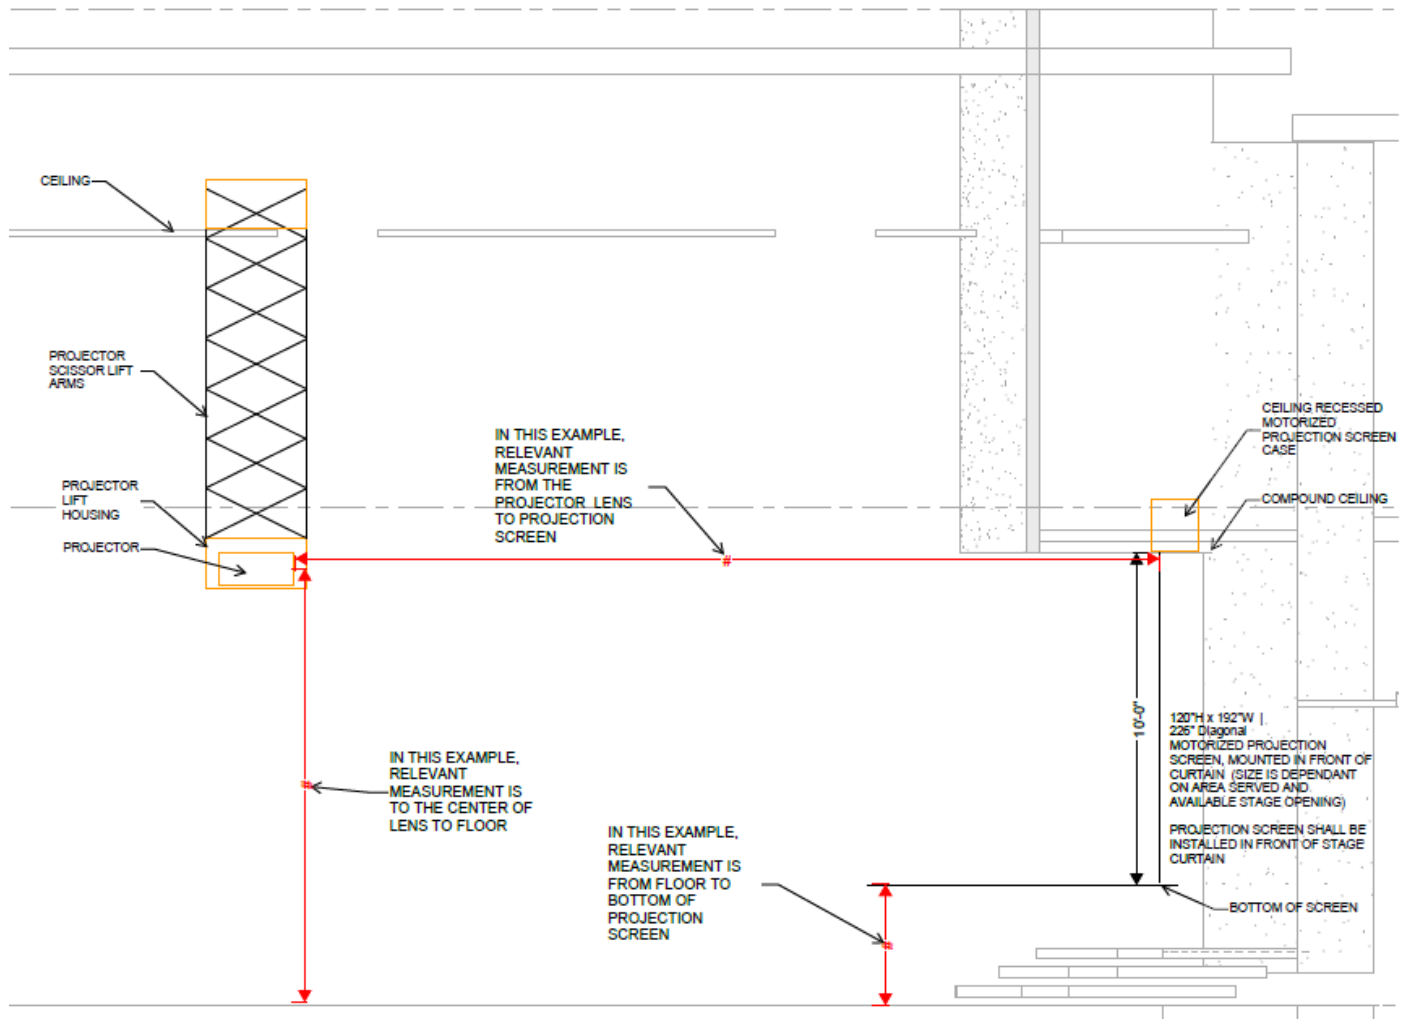 CEILING
PROJECTOR
SCISSOR LIFT
ARMS
PROJECTOR
LIFT
HOUSING
PROJECTOR
IN THIS EXAMPLE,
RELEVANT
MEASUREMENT IS
FROM THE
PROJECTOR LENS
TO PROJECTION
SCREEN
#
CEILING RECESSED
MOTORIZED
PROJECTION SCREEN
CASE
COMPOUND CEILING
#
IN THIS EXAMPLE,
RELEVANT
MEASUREMENT IS
TO THE CENTER OF
LENS TO FLOOR
IN THIS EXAMPLE,
RELEVANT
MEASUREMENT IS
FROM FLOOR TO
BOTTOM OF
PROJECTION
SCREEN
#
10'-0"
120"H x 192"W |
226" Diagonal
MOTORIZED PROJECTION
SCREEN, MOUNTED IN FRONT OF
CURTAIN (SIZE IS DEPENDANT
ON AREA SERVED AND
AVAILABLE STAGE OPENING)
PROJECTION SCREEN SHALL BE
INSTALLED IN FRONT OF STAGE
CURTAIN
BOTTOM OF SCREEN